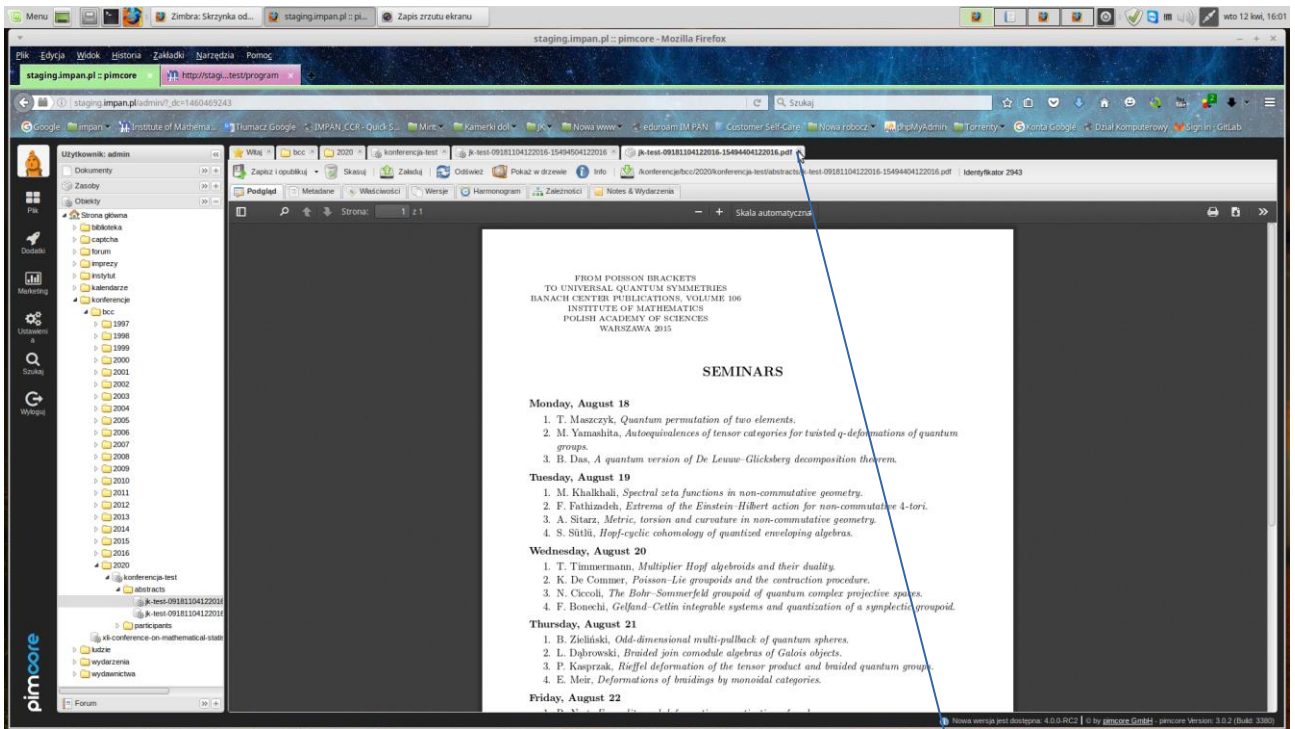 Menu
Zimbra: Skrzynka od...
staging.impan.pl :: pi...
Zapis zrzutu ekranu
wto 12 kwi, 16:01
staging.impan.pl :: pimcore - Mozilla Firefox
Plik Edycja Widok Historia Zakładki Narzędzia Pomoc
staging.impan.pl :: pimcore
http://stagi...test/program
staging.impan.pl/admin/?_dc=1460469243
Szukaj
Google
impan
Institute of Mathema...
Tłumacz Google
IMPAN_CCR - Quick S...
Mint
Kamerki dol
JK
Nowa www
eduroam IM PAN
Customer Self-Care
Nowa robocz
phpMyAdmin
Torrenty
Konta Google
Dział Komputerowy
Sign in · GitLab
Użytkownik: admin
Witaj
bcc
2020
konferencja-test
jk-test-09181104122016-15494504122016
jk-test-09181104122016-15494404122016.pdf
Dokumenty
Zapisz i opublikuj
Skasuj
Załaduj
Odśwież
Pokaż w drzewie
Info
/konferencje/bcc/2020/konferencja-test/abstracts/jk-test-09181104122016-15494404122016.pdf
Identyfikator 2943
Zasoby
Podgląd
Metadane
Właściwości
Wersje
Harmonogram
Zależności
Notes & Wydarzenia
Obiekty
Strona: 1 z 1
Skala automatyczna
Plik
Dodatki
Marketing
Ustawieni
a
Szukaj
Wyloguj
pimcore
Strona główna
biblioteka
captcha
forum
imprezy
instytut
kalendarze
konferencje
bcc
1997
1998
1999
2000
2001
2002
2003
2004
2005
2006
2007
2008
2009
2010
2011
2012
2013
2014
2015
2016
2020
konferencja-test
abstracts
jk-test-09181104122016
jk-test-09181104122016
participants
xli-conference-on-mathematical-statis
ludzie
wydarzenia
wydawnictwa
Forum
FROM POISSON BRACKETS
TO UNIVERSAL QUANTUM SYMMETRIES
BANACH CENTER PUBLICATIONS, VOLUME 106
INSTITUTE OF MATHEMATICS
POLISH ACADEMY OF SCIENCES
WARSZAWA 2015
SEMINARS
Monday, August 18
1. T. Maszczyk, Quantum permutation of two elements.
2. M. Yamashita, Autoequivalences of tensor categories for twisted q-deformations of quantum
groups.
3. B. Das, A quantum version of De Leuuw–Glicksberg decomposition theorem.
Tuesday, August 19
1. M. Khalkhali, Spectral zeta functions in non-commutative geometry.
2. F. Fathizadeh, Extrema of the Einstein–Hilbert action for non-commutative 4-tori.
3. A. Sitarz, Metric, torsion and curvature in non-commutative geometry.
4. S. Sütlü, Hopf-cyclic cohomology of quantized enveloping algebras.
Wednesday, August 20
1. T. Timmermann, Multiplier Hopf algebroids and their duality.
2. K. De Commer, Poisson–Lie groupoids and the contraction procedure.
3. N. Ciccoli, The Bohr–Sommerfeld groupoid of quantum complex projective spaces.
4. F. Bonechi, Gelfand–Cetlin integrable systems and quantization of a symplectic groupoid.
Thursday, August 21
1. B. Zieliński, Odd-dimensional multi-pullback of quantum spheres.
2. L. Dąbrowski, Braided join comodule algebras of Galois objects.
3. P. Kasprzak, Rieffel deformation of the tensor product and braided quantum groups.
4. E. Meir, Deformations of braidings by monoidal categories.
Friday, August 22
Nowa wersja jest dostępna: 4.0.0-RC2 | © by pimcore GmbH - pimcore Version: 3.0.2 (Build: 3380)